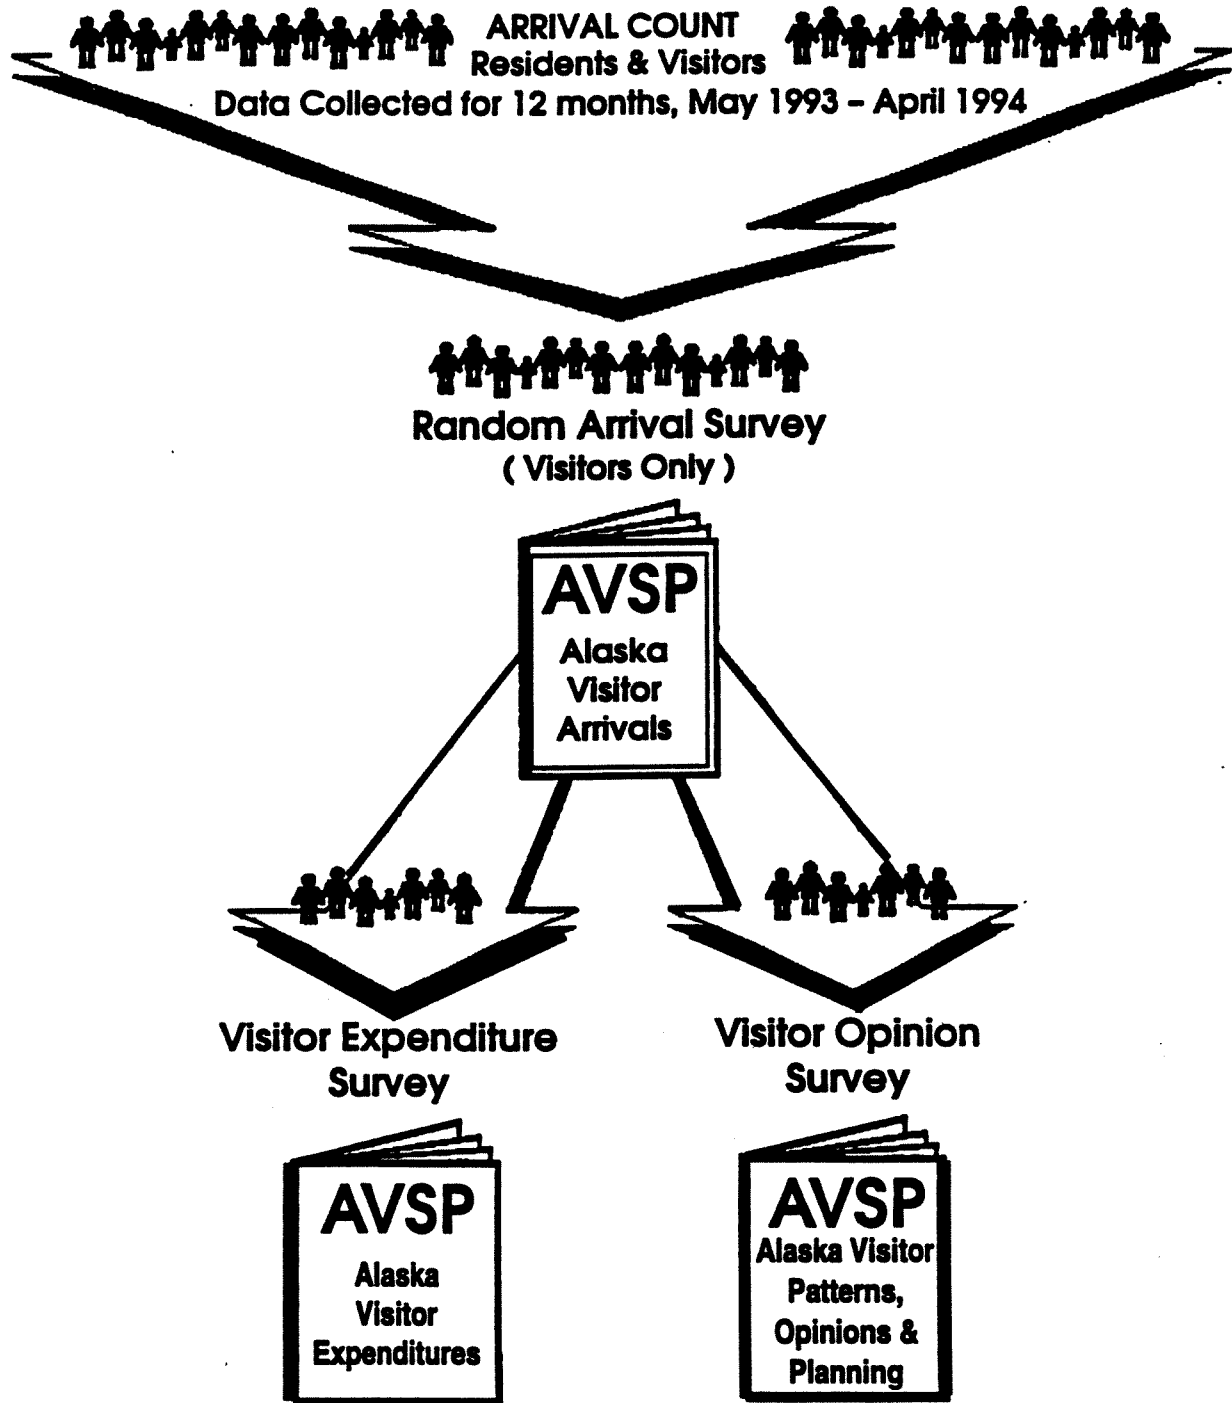 ARRIVAL COUNT
Residents & Visitors
Data Collected for 12 months, May 1993 – April 1994
Random Arrival Survey
( Visitors Only )
AVSP
Alaska
Visitor
Arrivals
Visitor Expenditure
Survey
AVSP
Alaska
Visitor
Expenditures
Visitor Opinion
Survey
AVSP
Alaska Visitor
Patterns,
Opinions &
Planning